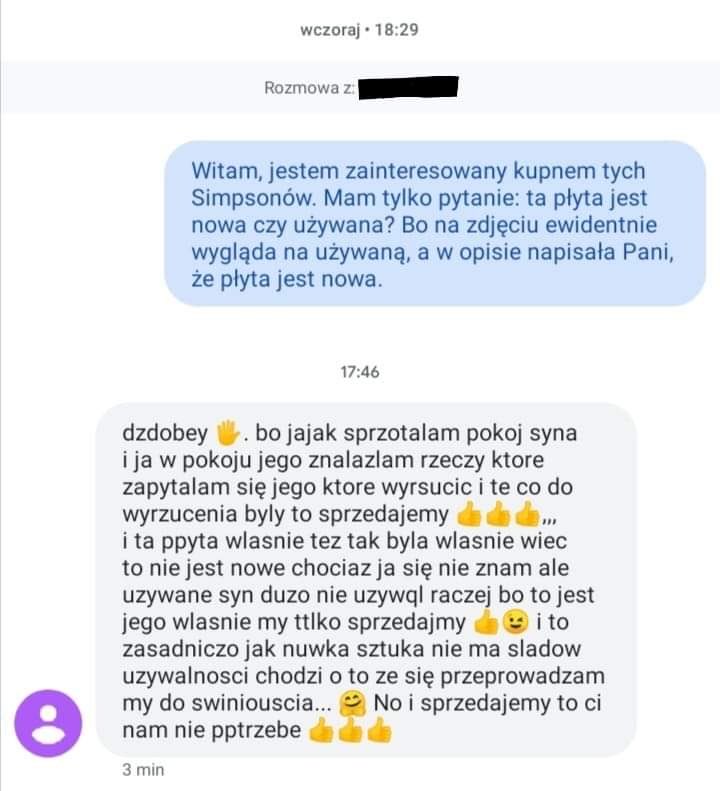 wczoraj • 18:29
Rozmowa z:
Witam, jestem zainteresowany kupnem tych
Simpsonów. Mam tylko pytanie: ta płyta jest
nowa czy używana? Bo na zdjęciu ewidentnie
wygląda na używaną, a w opisie napisała Pani,
że płyta jest nowa.
17:46
dzdobey 🖐. bo jajak sprzotalam pokoj syna
i ja w pokoju jego znalazlam rzeczy ktore
zapytalam się jego ktore wyrsucic i te co do
wyrzucenia byly to sprzedajemy 👍👍👍,,,
i ta ppyta wlasnie tez tak byla wlasnie wiec
to nie jest nowe chociaz ja się nie znam ale
uzywane syn duzo nie uzywql raczej bo to jest
jego wlasnie my ttlko sprzedajmy 👍😉 i to
zasadniczo jak nuwka sztuka nie ma sladow
uzywalnosci chodzi o to ze się przeprowadzam
my do swiniouscia... 🤗 No i sprzedajemy to ci
nam nie pptrzebe 👍👍👍
3 min